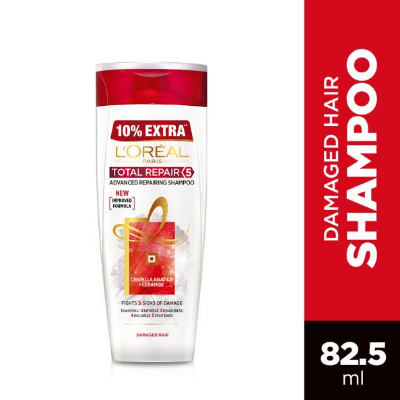 10% EXTRA
L'ORÉAL
PARIS
TOTAL REPAIR 5
ADVANCED REPAIRING SHAMPOO
NEW
IMPROVED
FORMULA
CENTELLA ASIATICA
+ CERAMIDE
FIGHTS 5 SIGNS OF DAMAGE
DAMAGED HAIR
DAMAGED HAIR
SHAMPOO
82.5
ml